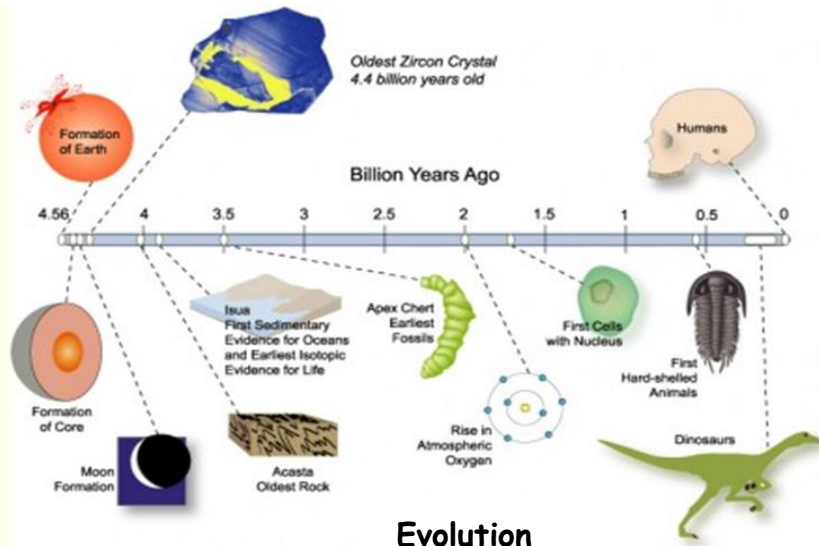 Oldest Zircon Crystal
4.4 billion years old
Formation
of Earth
Humans
Billion Years Ago
4.56 4 3.5 3 2.5 2 1.5 1 0.5 0
Isua
First Sedimentary
Evidence for Oceans
and Earliest Isotopic
Evidence for Life
Apex Chert
Earliest
Fossils
First Cells
with Nucleus
First
Hard-shelled
Animals
Formation
of Core
Moon
Formation
Acasta
Oldest Rock
Rise in
Atmospheric
Oxygen
Dinosaurs
Evolution